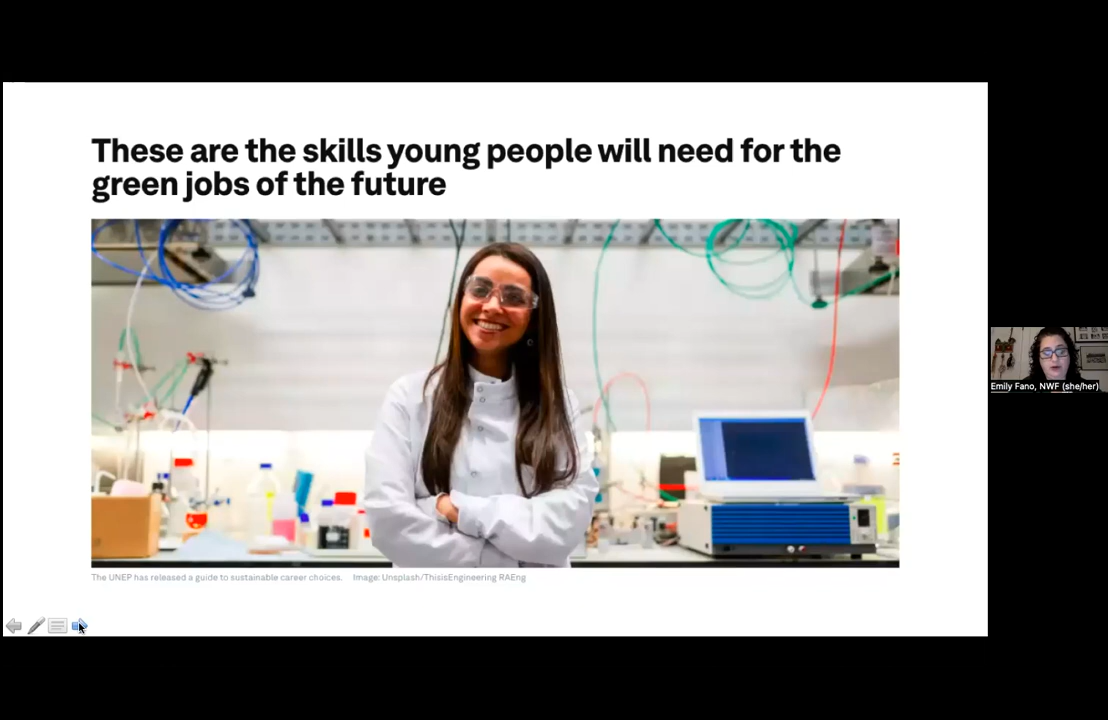 These are the skills young people will need for the
green jobs of the future
The UNEP has released a guide to sustainable career choices. Image: Unsplash/ThisisEngineering RAEng
Emily Fano, NWF (she/her)